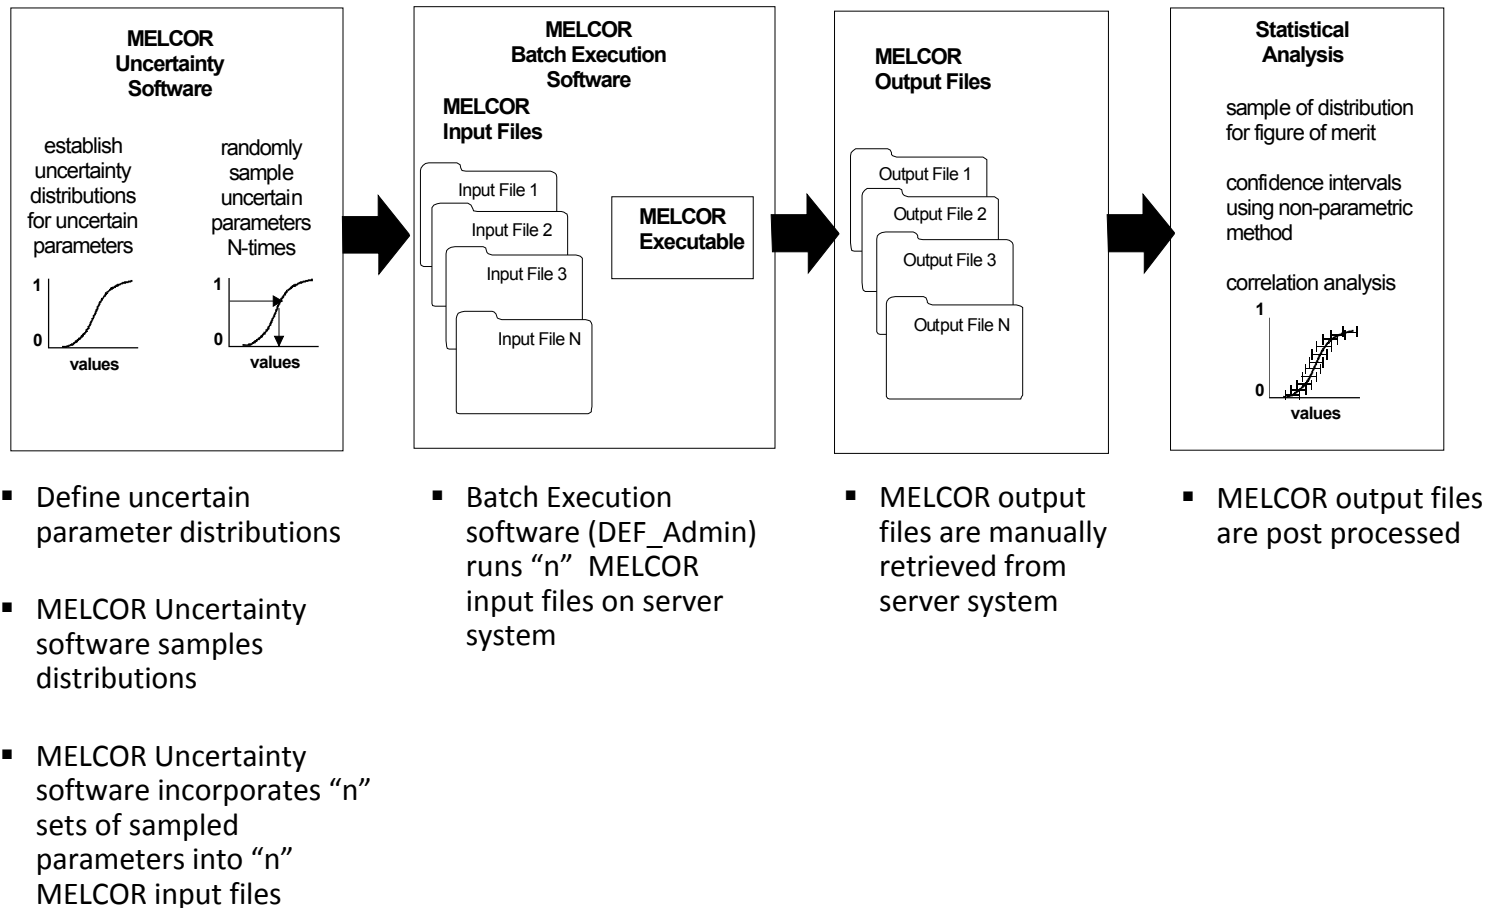 MELCOR
Uncertainty
Software
establish
uncertainty
distributions
for uncertain
parameters
1
0
values
randomly
sample
uncertain
parameters
N-times
1
0
values
MELCOR
Batch Execution
Software
MELCOR
Input Files
Input File 1
Input File 2
Input File 3
Input File N
MELCOR
Executable
MELCOR
Output Files
Output File 1
Output File 2
Output File 3
Output File N
Statistical
Analysis
sample of distribution
for figure of merit
confidence intervals
using non-parametric
method
correlation analysis
1
0
values
▪ Define uncertain
parameter distributions
▪ MELCOR Uncertainty
software samples
distributions
▪ MELCOR Uncertainty
software incorporates “n”
sets of sampled
parameters into “n”
MELCOR input files
▪ Batch Execution
software (DEF_Admin)
runs “n” MELCOR
input files on server
system
▪ MELCOR output
files are manually
retrieved from
server system
▪ MELCOR output files
are post processed